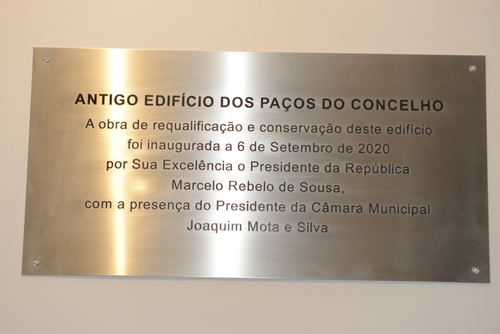 ANTIGO EDIFÍCIO DOS PAÇOS DO CONCELHO
A obra de requalificação e conservação deste edifício
foi inaugurada a 6 de Setembro de 2020
por Sua Excelência o Presidente da República
Marcelo Rebelo de Sousa,
com a presença do Presidente da Câmara Municipal
Joaquim Mota e Silva